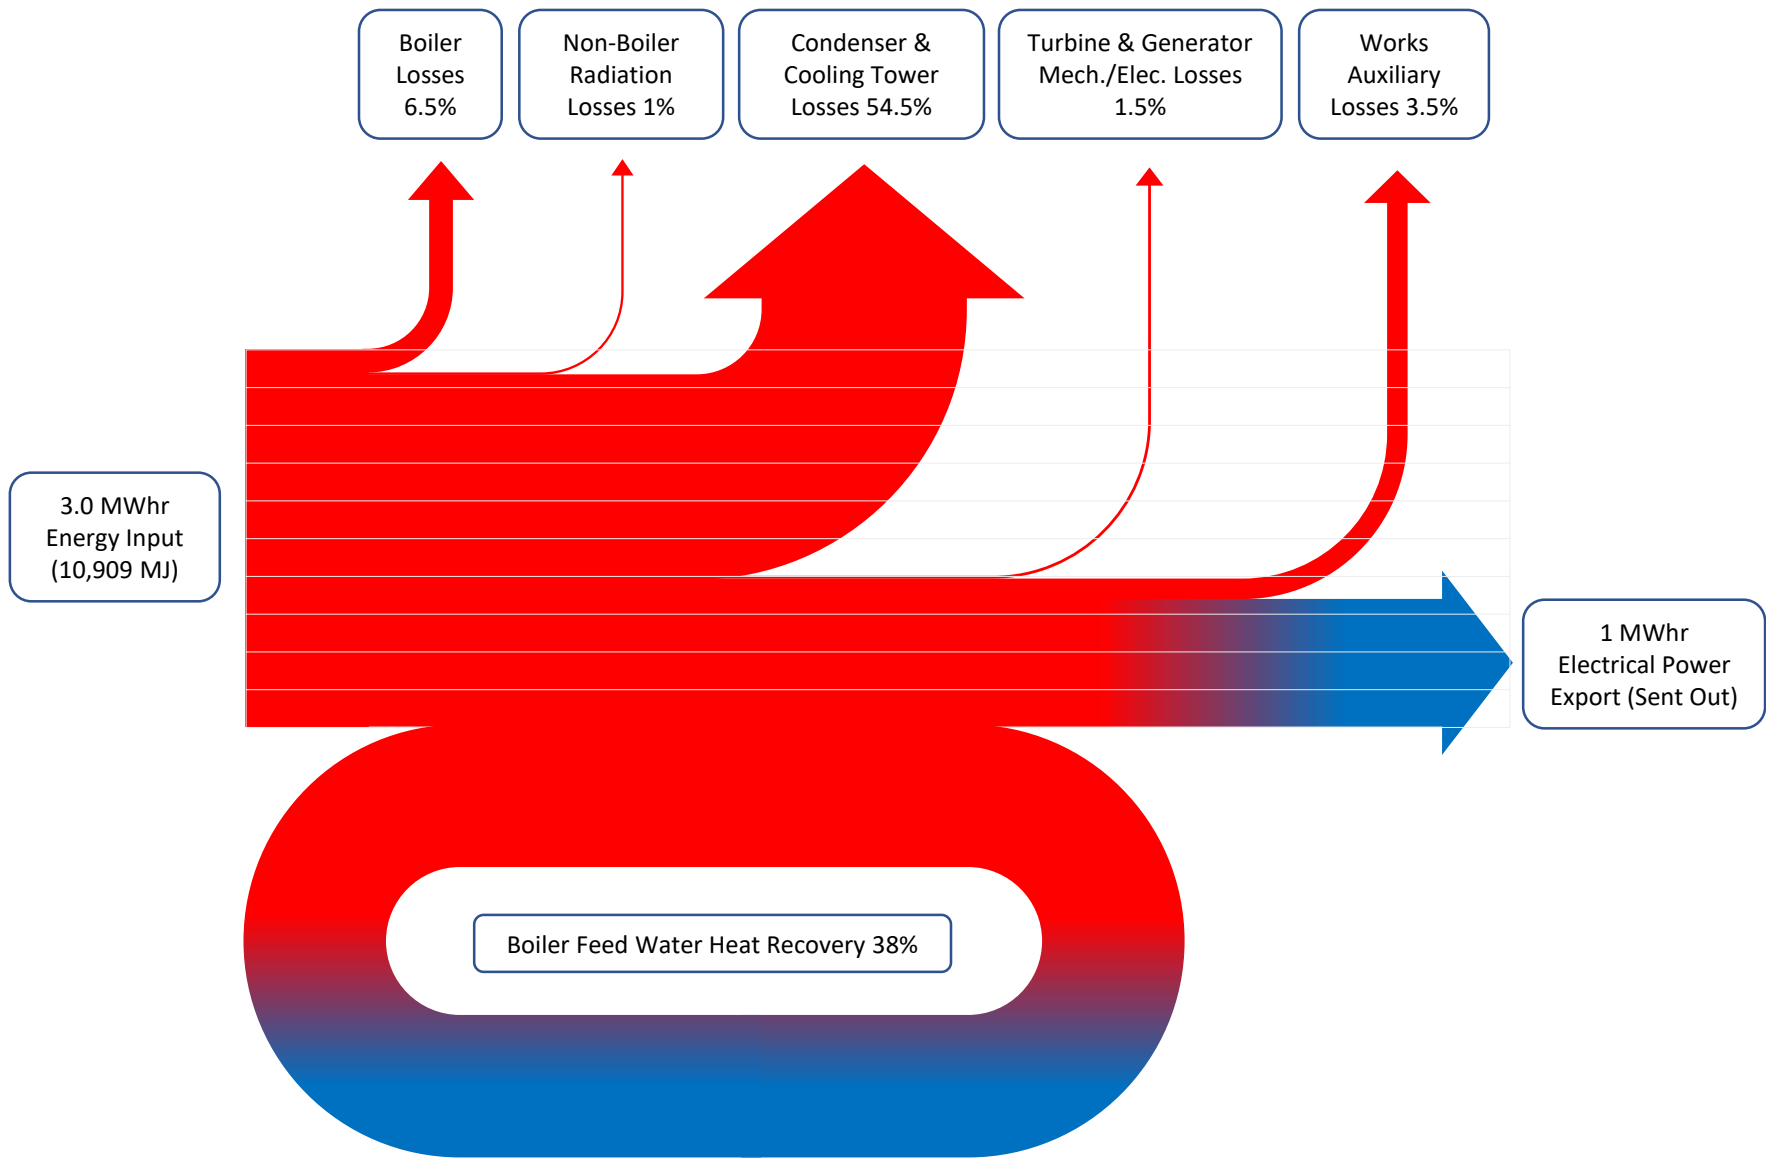 Boiler
Losses
6.5%
Non-Boiler
Radiation
Losses 1%
Condenser &
Cooling Tower
Losses 54.5%
Turbine & Generator
Mech./Elec. Losses
1.5%
Works
Auxiliary
Losses 3.5%
3.0 MWhr
Energy Input
(10,909 MJ)
1 MWhr
Electrical Power
Export (Sent Out)
Boiler Feed Water Heat Recovery 38%